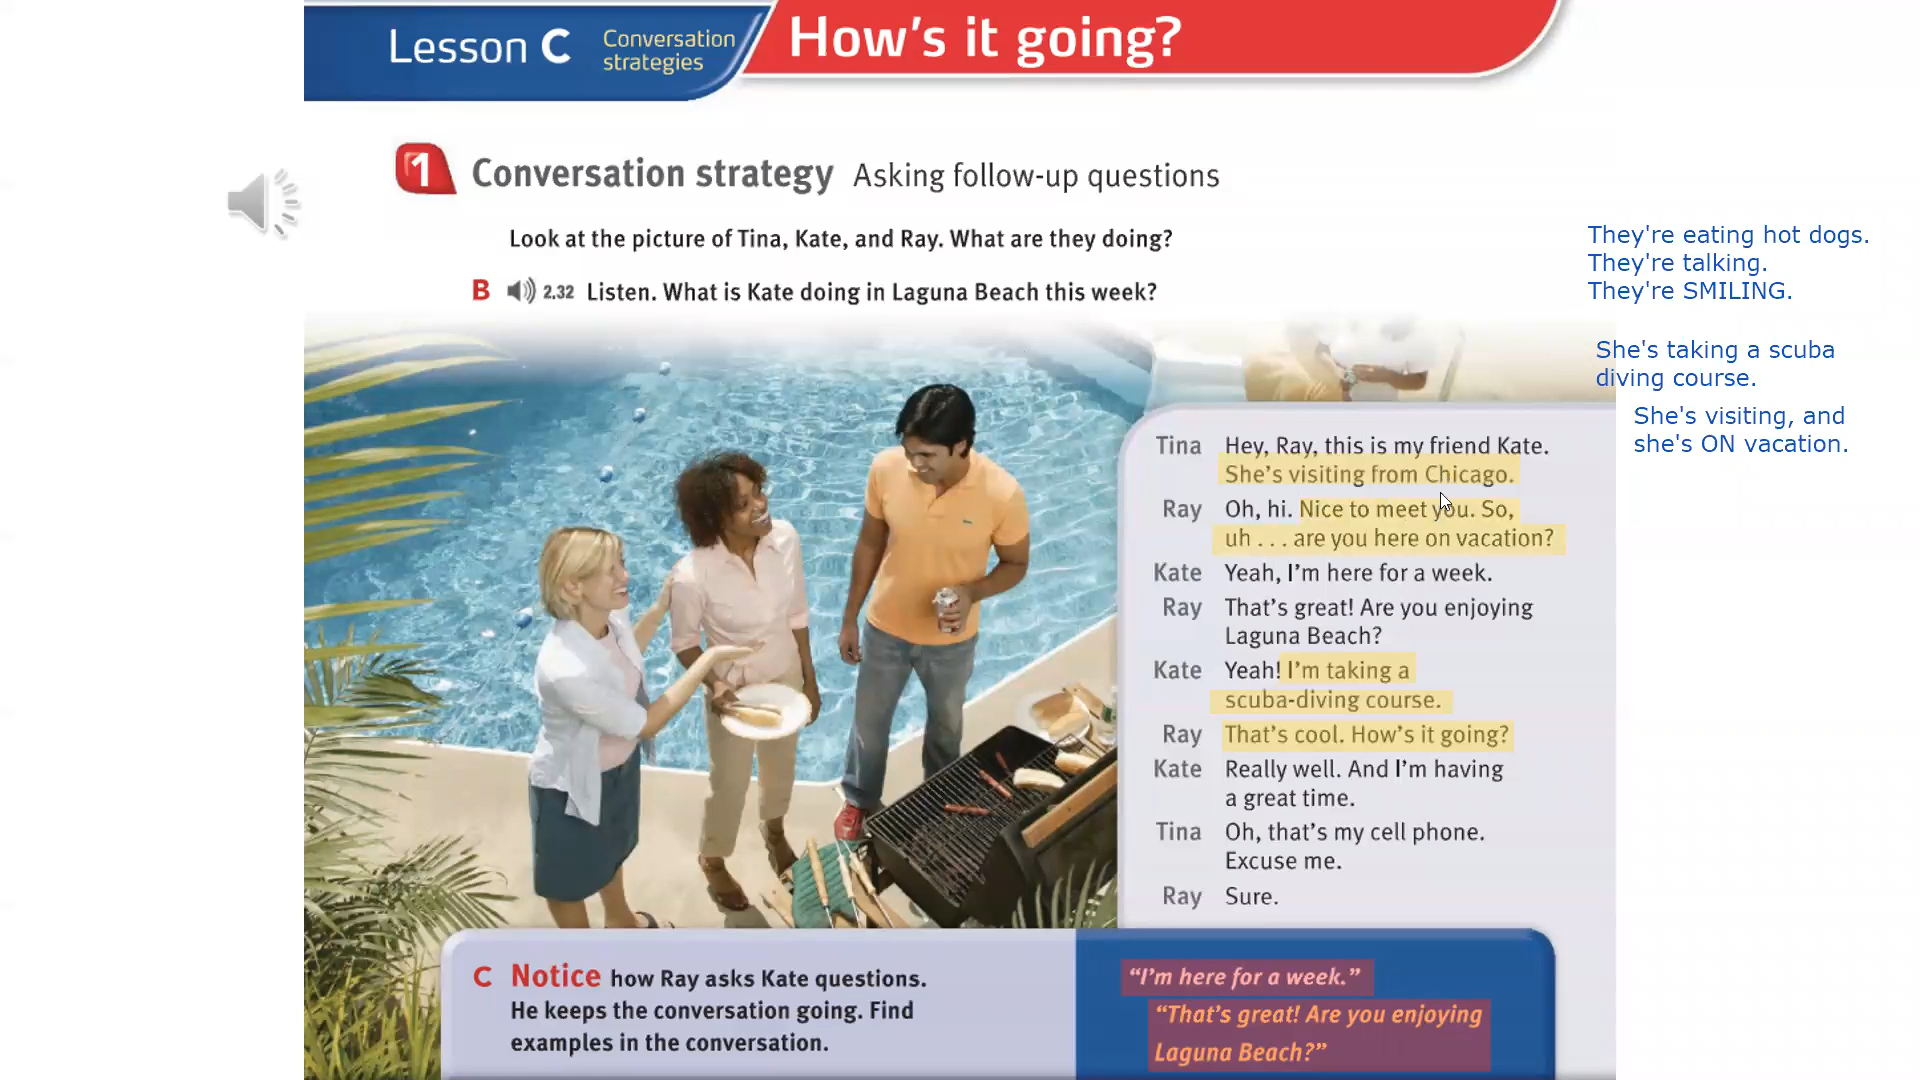 Lesson C
Conversation
strategies
How's it going?
1 Conversation strategy Asking follow-up questions
Look at the picture of Tina, Kate, and Ray. What are they doing?
B 2.32 Listen. What is Kate doing in Laguna Beach this week?
They're eating hot dogs.
They're talking.
They're SMILING.
She's taking a scuba
diving course.
She's visiting, and
she's ON vacation.
Tina Hey, Ray, this is my friend Kate.
She's visiting from Chicago.
Ray Oh, hi. Nice to meet you. So,
uh . . . are you here on vacation?
Kate Yeah, I'm here for a week.
Ray That's great! Are you enjoying
Laguna Beach?
Kate Yeah! I'm taking a
scuba-diving course.
Ray That's cool. How's it going?
Kate Really well. And I'm having
a great time.
Tina Oh, that's my cell phone.
Excuse me.
Ray Sure.
C Notice how Ray asks Kate questions.
He keeps the conversation going. Find
examples in the conversation.
"I'm here for a week."
"That's great! Are you enjoying
Laguna Beach?"